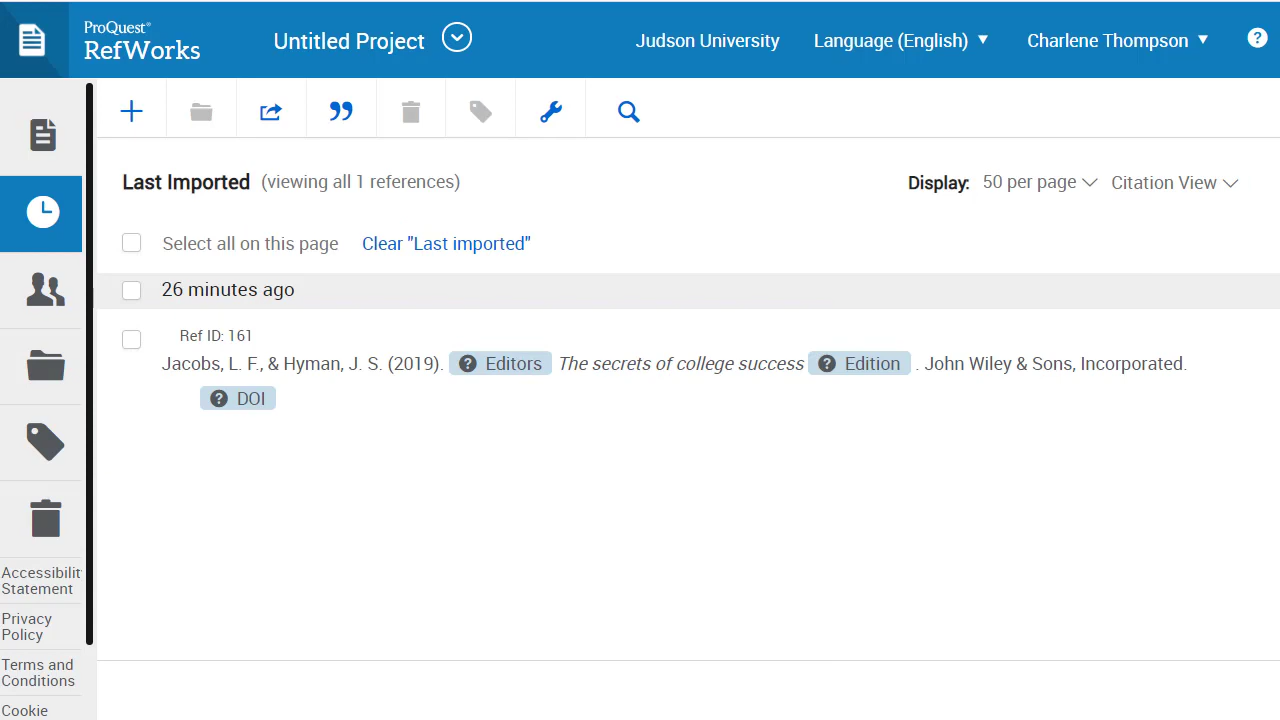 ProQuest®
RefWorks
Untitled Project
Judson University
Language (English)
Charlene Thompson
?
Last Imported (viewing all 1 references)
Display: 50 per page Citation View
Select all on this page Clear "Last imported"
26 minutes ago
Ref ID: 161
Jacobs, L. F., & Hyman, J. S. (2019). ? Editors The secrets of college success ? Edition . John Wiley & Sons, Incorporated.
? DOI
Accessibilit
Statement
Privacy
Policy
Terms and
Conditions
Cookie